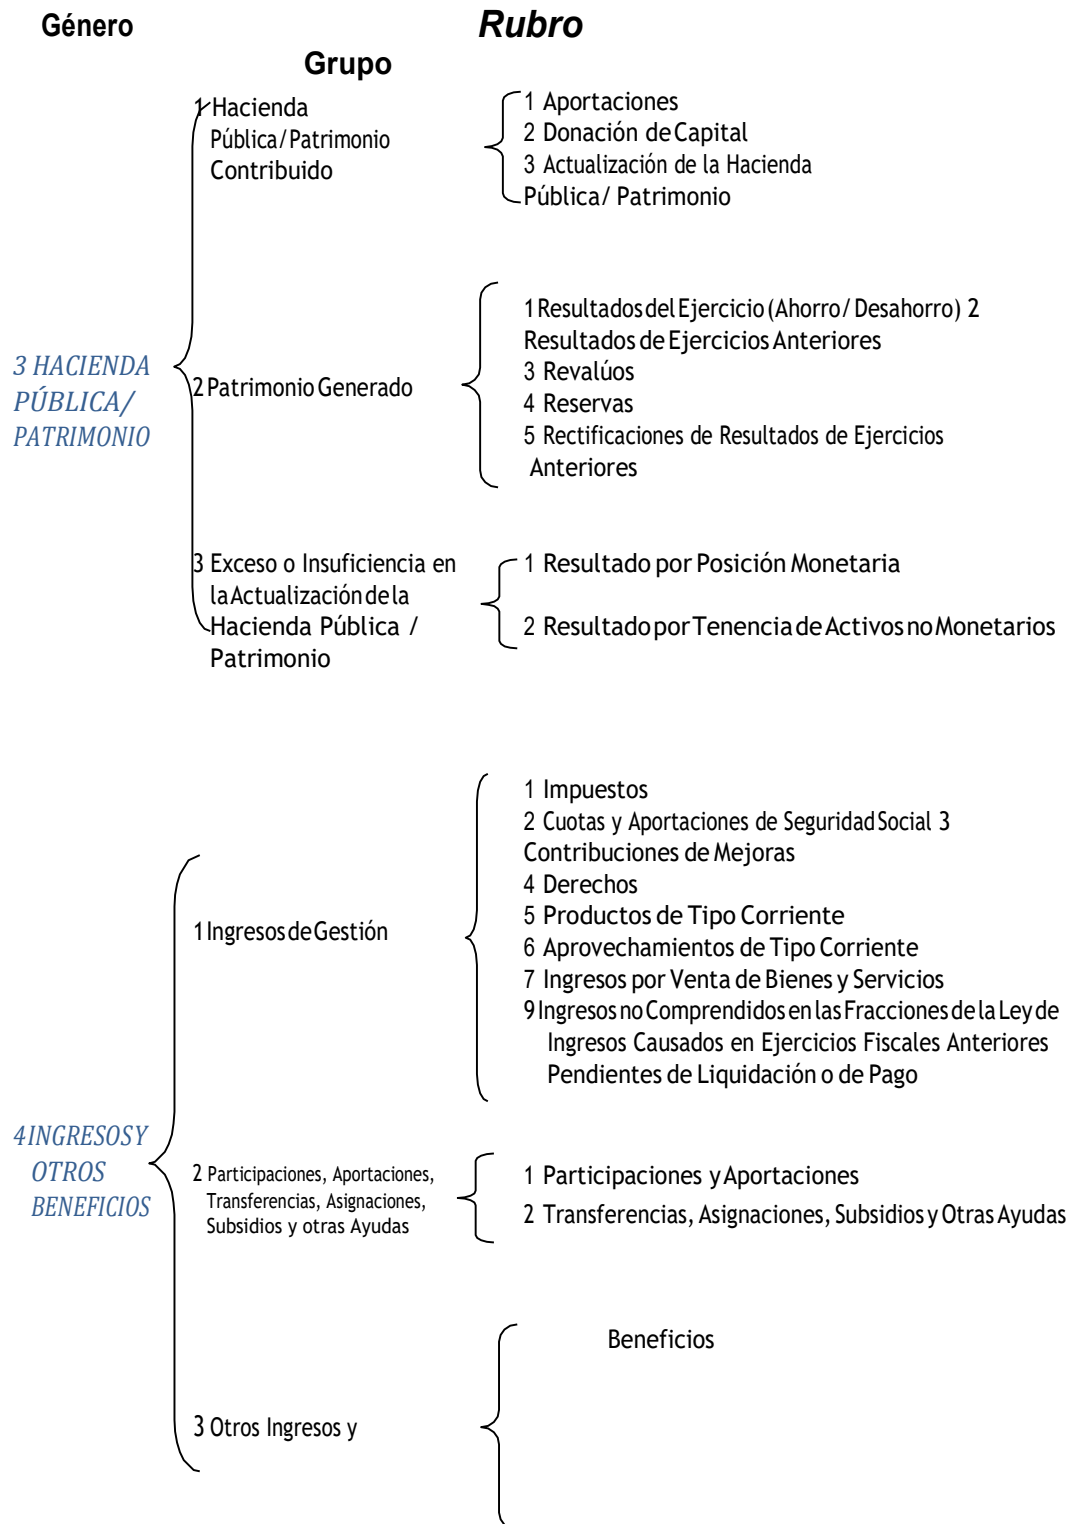 Género
Rubro
Grupo
1 Hacienda
Pública/Patrimonio
Contribuido
1 Aportaciones
2 Donación de Capital
3 Actualización de la Hacienda
Pública/ Patrimonio
3 HACIENDA
PÚBLICA/
PATRIMONIO
2 Patrimonio Generado
1 Resultados del Ejercicio (Ahorro/ Desahorro) 2
Resultados de Ejercicios Anteriores
3 Revalúos
4 Reservas
5 Rectificaciones de Resultados de Ejercicios
Anteriores
3 Exceso o Insuficiencia en
la Actualización de la
Hacienda Pública /
Patrimonio
1 Resultado por Posición Monetaria
2 Resultado por Tenencia de Activos no Monetarios
4 INGRESOS Y
OTROS
BENEFICIOS
1 Ingresos de Gestión
1 Impuestos
2 Cuotas y Aportaciones de Seguridad Social 3
Contribuciones de Mejoras
4 Derechos
5 Productos de Tipo Corriente
6 Aprovechamientos de Tipo Corriente
7 Ingresos por Venta de Bienes y Servicios
9 Ingresos no Comprendidos en las Fracciones de la Ley de
Ingresos Causados en Ejercicios Fiscales Anteriores
Pendientes de Liquidación o de Pago
2 Participaciones, Aportaciones,
Transferencias, Asignaciones,
Subsidios y otras Ayudas
1 Participaciones y Aportaciones
2 Transferencias, Asignaciones, Subsidios y Otras Ayudas
3 Otros Ingresos y
Beneficios